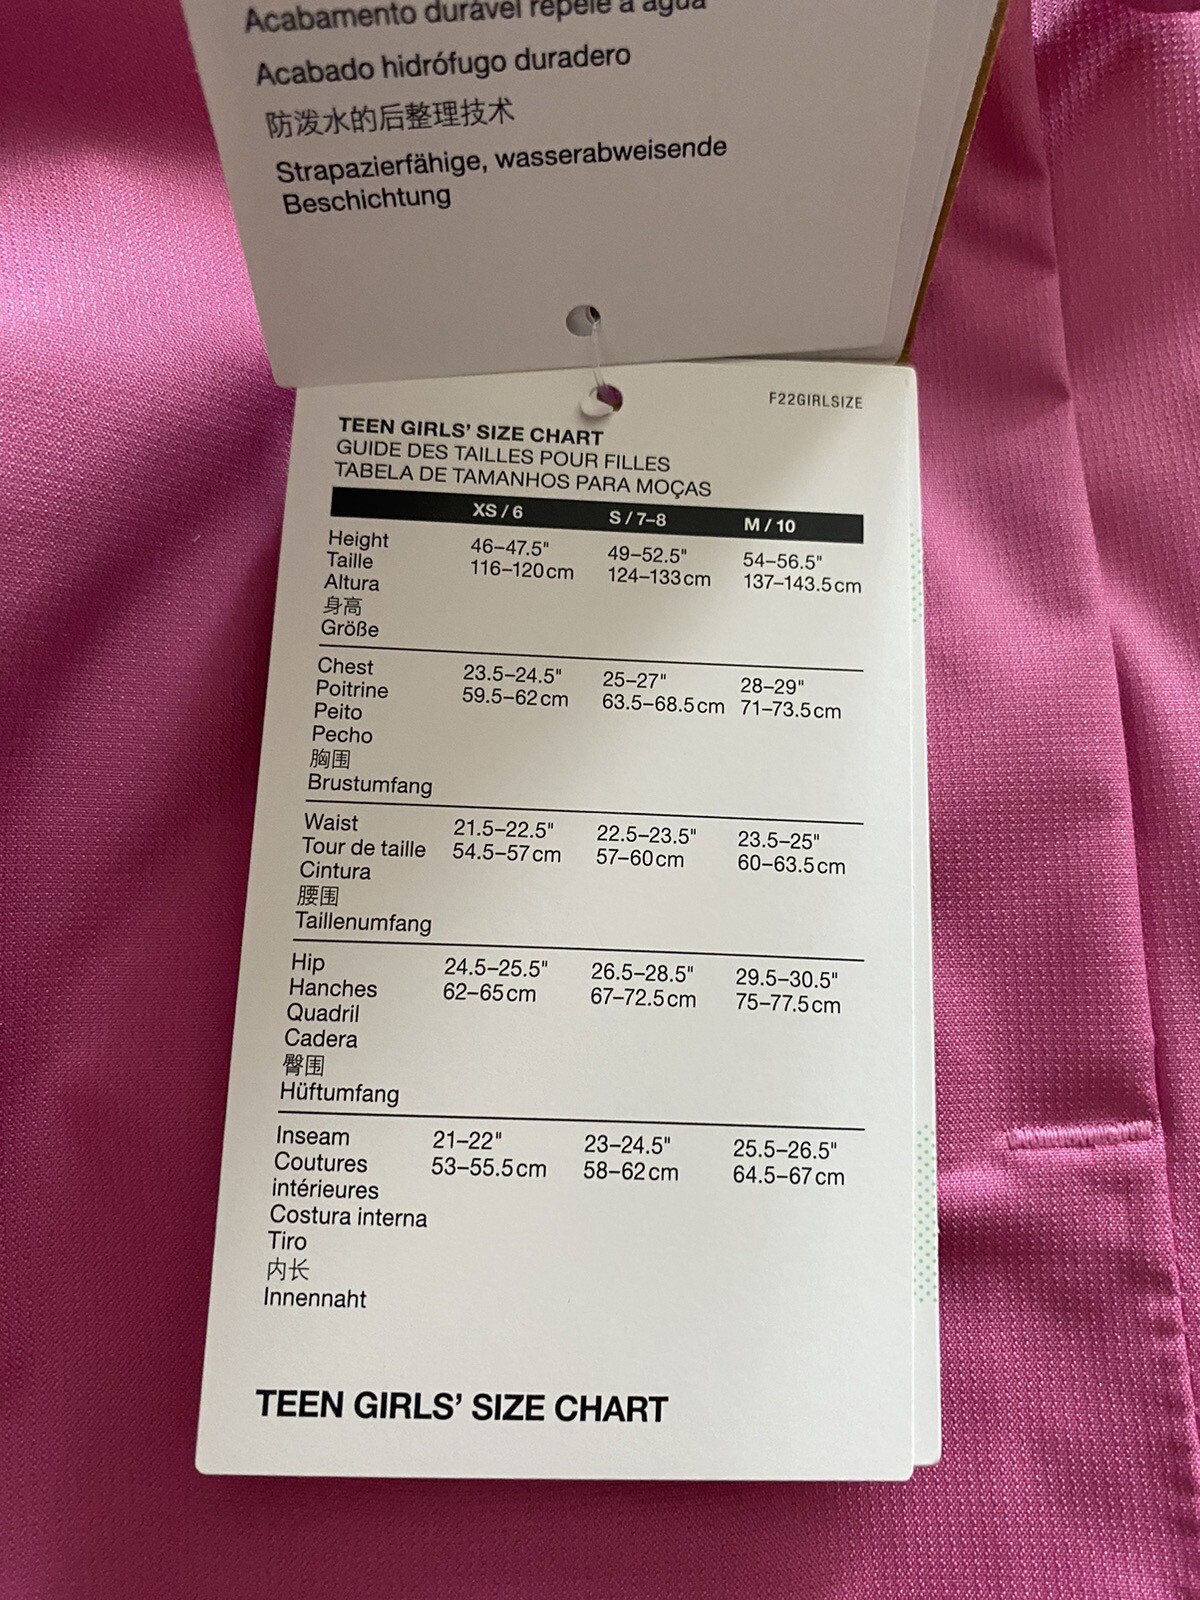 Acabamento durável repele a água
Acabado hidrófugo duradero
防泼水的后整理技术
Strapazierfähige, wasserabweisende
Beschichtung
F22GIRLSIZE
TEEN GIRLS' SIZE CHART
GUIDE DES TAILLES POUR FILLES
TABELA DE TAMANHOS PARA MOÇAS
XS / 6 S / 7–8 M / 10
Height 46–47.5" 49–52.5" 54–56.5"
Taille 116–120 cm 124–133 cm 137–143.5 cm
Altura
身高
Größe
Chest 23.5–24.5" 25–27" 28–29"
Poitrine 59.5–62 cm 63.5–68.5 cm 71–73.5 cm
Peito
Pecho
胸围
Brustumfang
Waist 21.5–22.5" 22.5–23.5" 23.5–25"
Tour de taille 54.5–57 cm 57–60 cm 60–63.5 cm
Cintura
腰围
Taillenumfang
Hip 24.5–25.5" 26.5–28.5" 29.5–30.5"
Hanches 62–65 cm 67–72.5 cm 75–77.5 cm
Quadril
Cadera
臀围
Hüftumfang
Inseam 21–22" 23–24.5" 25.5–26.5"
Coutures 53–55.5 cm 58–62 cm 64.5–67 cm
intérieures
Costura interna
Tiro
内长
Innennaht
TEEN GIRLS' SIZE CHART